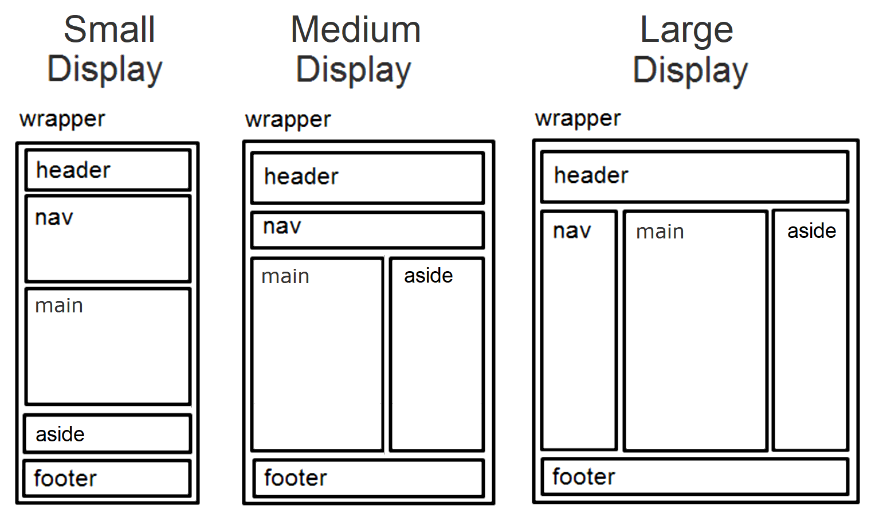 Small
Display
wrapper
header
nav
main
aside
footer
Medium
Display
wrapper
header
nav
main
aside
footer
Large
Display
wrapper
header
nav
main
aside
footer